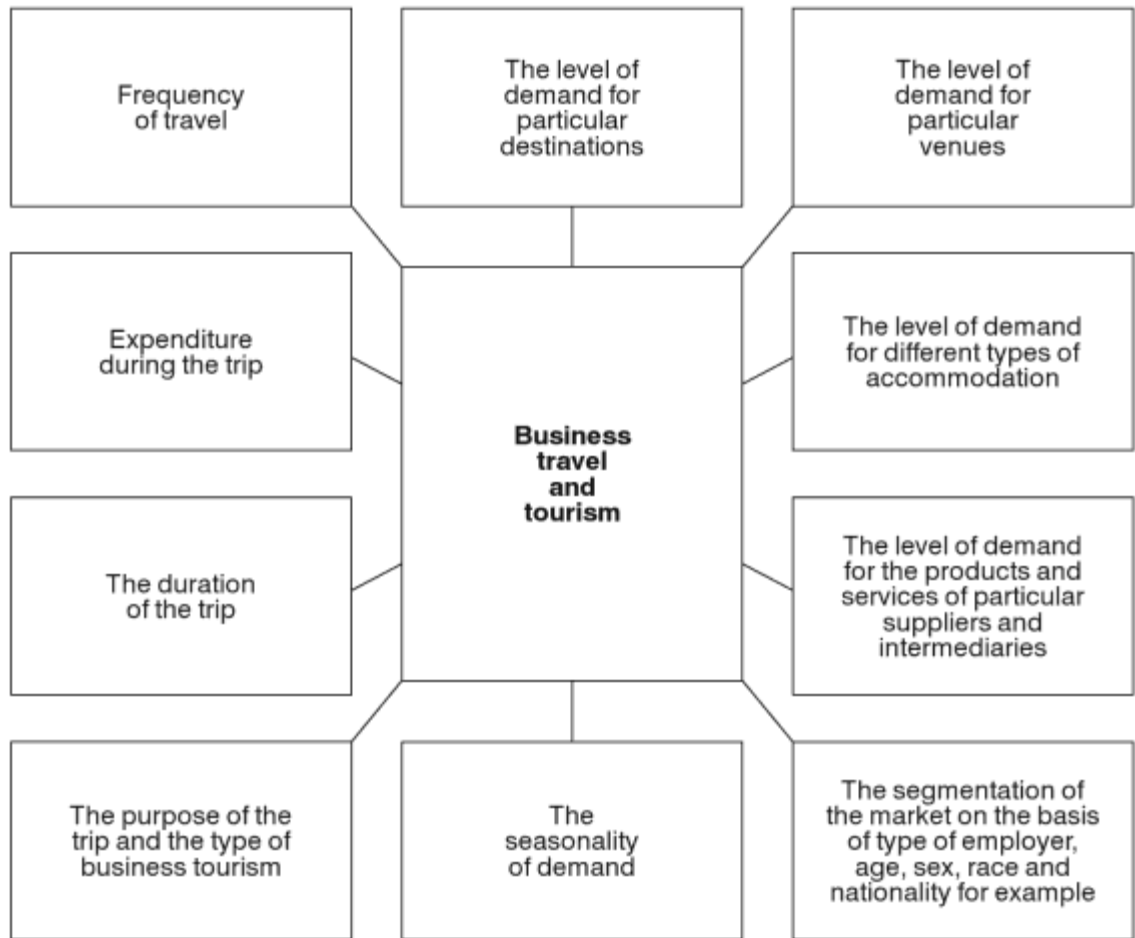 Frequency
of travel
The level of
demand for
particular
destinations
The level of
demand for
particular
venues
Expenditure
during the trip
Business
travel
and
tourism
The level of demand
for different types of
accommodation
The duration
of the trip
The level of demand
for the products and
services of particular
suppliers and
intermediaries
The purpose of the
trip and the type of
business tourism
The
seasonality
of demand
The segmentation of
the market on the basis
of type of employer,
age, sex, race and
nationality for example